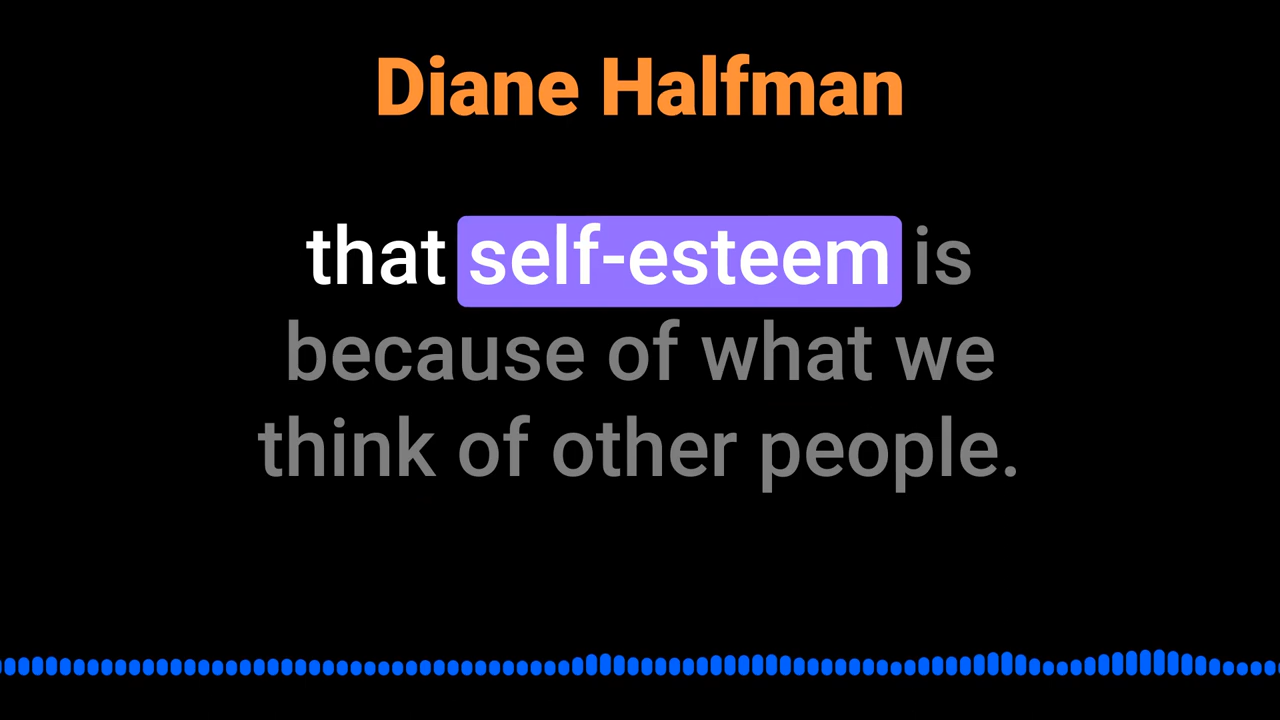 Diane Halfman
that self-esteem is
because of what we
think of other people.